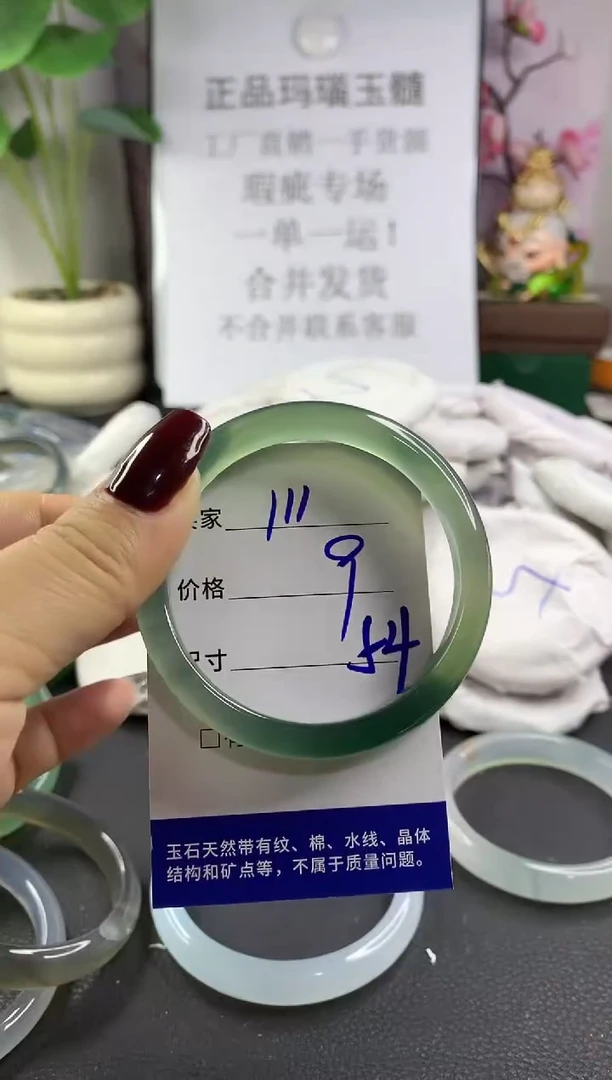 正品玛瑙玉髓
工厂直销一手货源
瑕疵专场
一单一运!
合并发货
不合并联系客服
家 111
价格 9
尺寸 54
玉石天然带有纹、棉、水线、晶体
结构和矿点等，不属于质量问题。